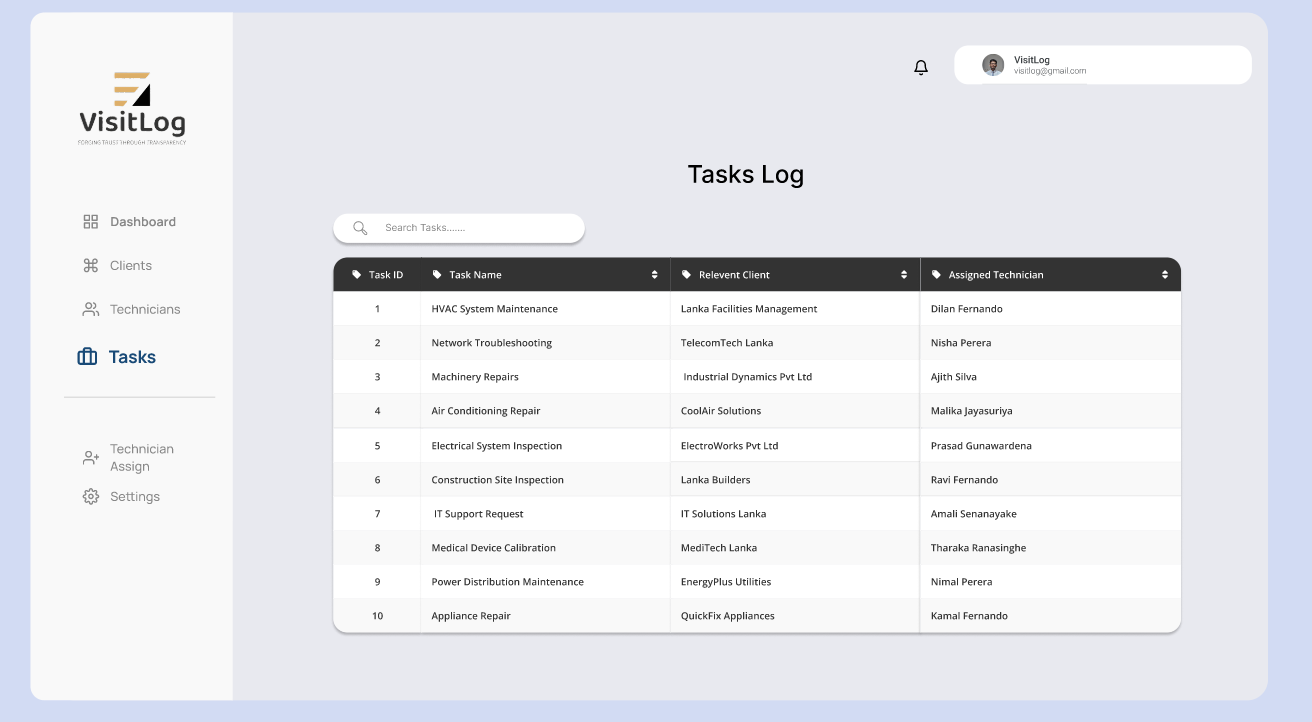 VisitLog
FORGING TRUST THROUGH TRANSPARENCY
Dashboard
Clients
Technicians
Tasks
Technician
Assign
Settings
VisitLog
visitlog@gmail.com
Tasks Log
Search Tasks.......
Task ID Task Name Relevent Client Assigned Technician
1 HVAC System Maintenance Lanka Facilities Management Dilan Fernando
2 Network Troubleshooting TelecomTech Lanka Nisha Perera
3 Machinery Repairs Industrial Dynamics Pvt Ltd Ajith Silva
4 Air Conditioning Repair CoolAir Solutions Malika Jayasuriya
5 Electrical System Inspection ElectroWorks Pvt Ltd Prasad Gunawardena
6 Construction Site Inspection Lanka Builders Ravi Fernando
7 IT Support Request IT Solutions Lanka Amali Senanayake
8 Medical Device Calibration MediTech Lanka Tharaka Ranasinghe
9 Power Distribution Maintenance EnergyPlus Utilities Nimal Perera
10 Appliance Repair QuickFix Appliances Kamal Fernando